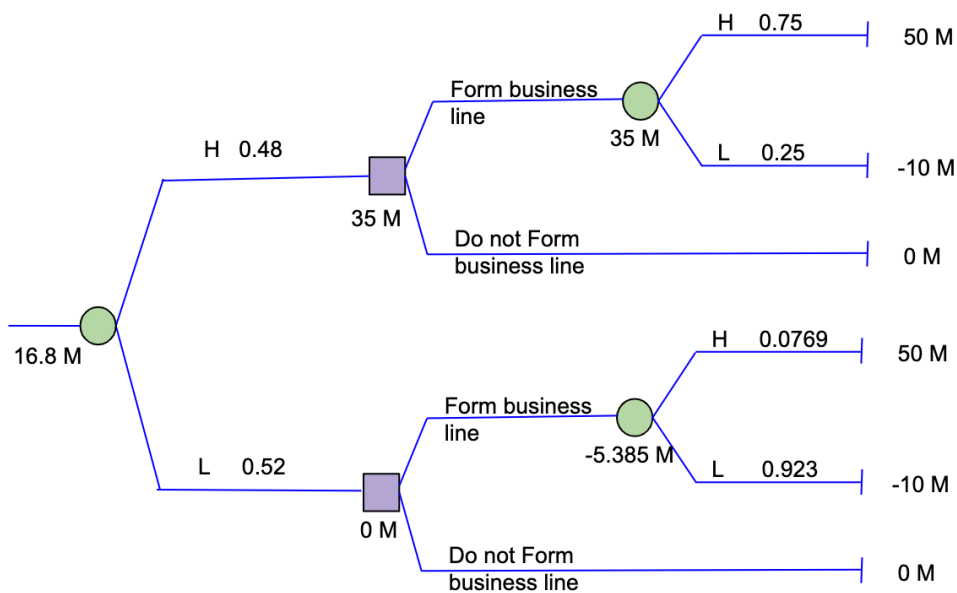 H 0.75
50 M
Form business
line
35 M
L 0.25
-10 M
H 0.48
35 M
Do not Form
business line
0 M
16.8 M
H 0.0769
50 M
Form business
line
-5.385 M
L 0.923
-10 M
L 0.52
0 M
Do not Form
business line
0 M